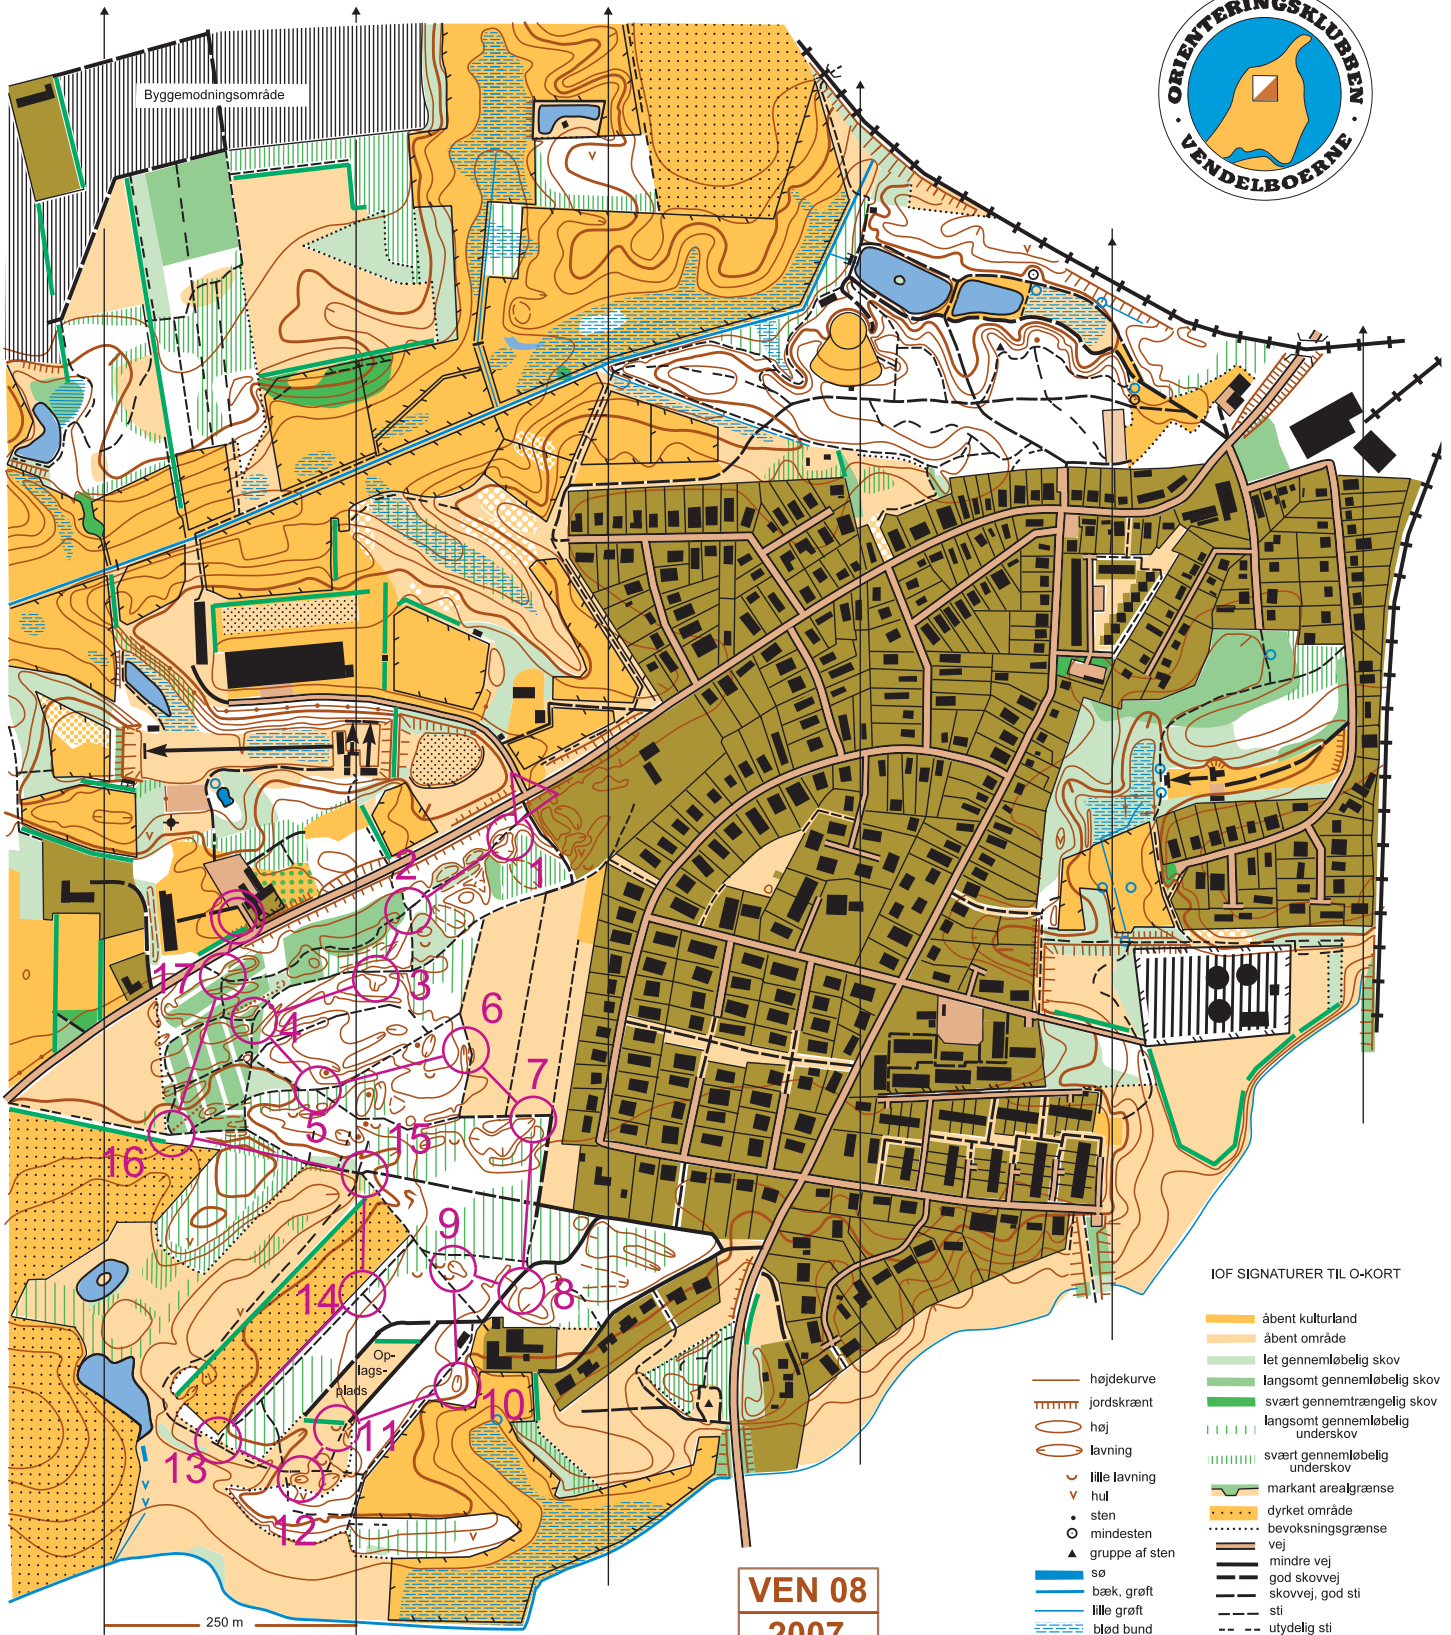 ORIENTERINGSKLUBBEN
· VENDELBOERNE ·
Byggemodningsområde
1
2
3
17
4
6
7
5
15
16
9
14
8
Op-
lags-
plads
10
11
13
12
250 m
VEN 08
2007
IOF SIGNATURER TIL O-KORT
højdekurve
jordskrænt
høj
lavning
lille lavning
hul
sten
mindesten
gruppe af sten
sø
bæk, grøft
lille grøft
blød bund
åbent kulturland
åbent område
let gennemløbelig skov
langsomt gennemløbelig skov
svært gennemtrængelig skov
langsomt gennemløbelig
underskov
svært gennemløbelig
underskov
markant arealgrænse
dyrket område
bevoksningsgrænse
vej
mindre vej
god skovvej
skovvej, god sti
sti
utydelig sti